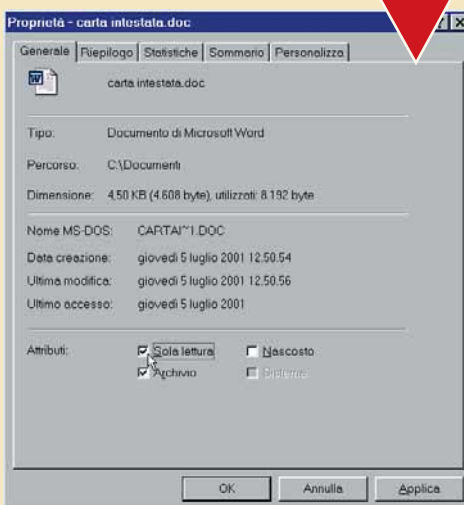 Proprietà - carta intestata.doc
Generale Riepilogo Statistiche Sommario Personalizza
carta intestata.doc
Tipo: Documento di Microsoft Word
Percorso: C:\Documenti
Dimensione: 4,50 KB (4.608 byte), utilizzati: 8.192 byte
Nome MS-DOS: CARTAI~1.DOC
Data creazione: giovedì 5 luglio 2001 12.50.54
Ultima modifica: giovedì 5 luglio 2001 12.50.56
Ultimo accesso: giovedì 5 luglio 2001
Attributi: Sola lettura Nascosto
Archivio Sistema
OK Annulla Applica